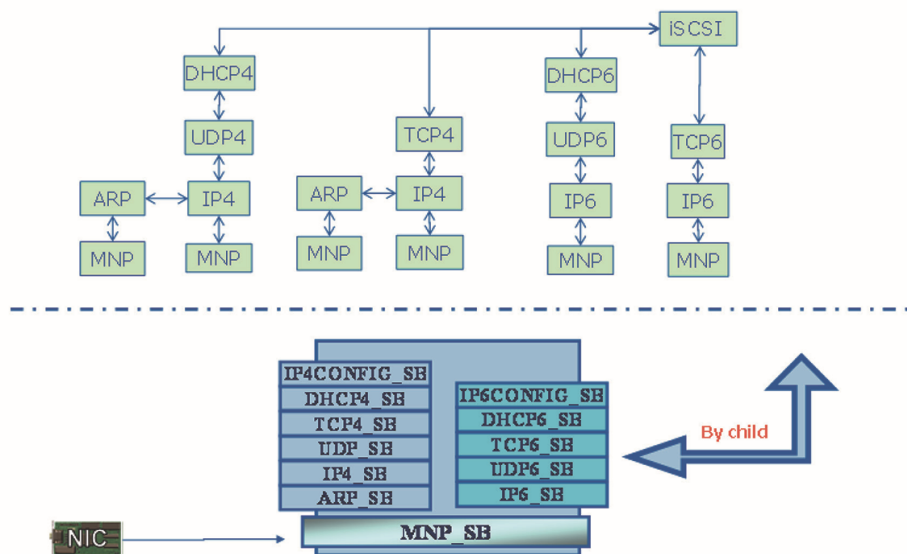 iSCSI
DHCP4
DHCP6
UDP4
TCP4
UDP6
TCP6
ARP
IP4
ARP
IP4
IP6
IP6
MNP
MNP
MNP
MNP
MNP
MNP
IP4CONFIG_SB
DHCP4_SB
TCP4_SB
UDP_SB
IP4_SB
ARP_SB
IP6CONFIG_SB
DHCP6_SB
TCP6_SB
UDP6_SB
IP6_SB
By child
NIC
MNP_SB